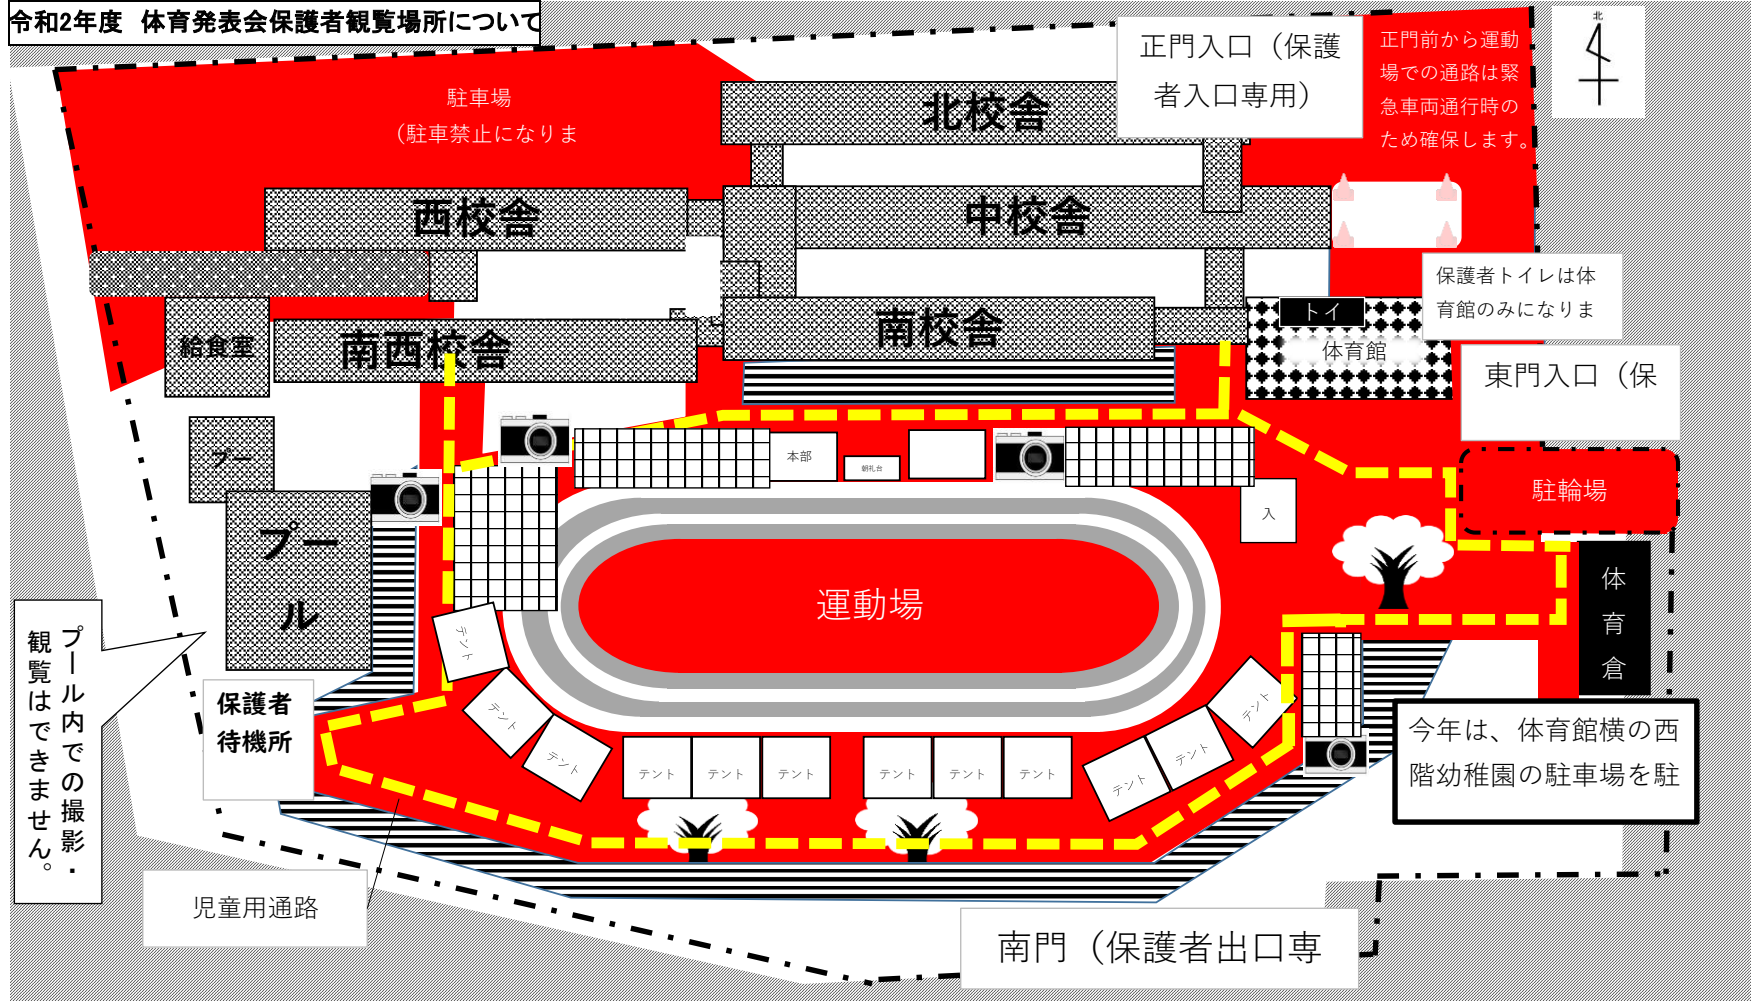 令和2年度 体育発表会保護者観覧場所について
正門入口（保護
者入口専用）
正門前から運動
場での通路は緊
急車両通行時の
ため確保します。
北
駐車場
（駐車禁止になりま
北校舎
西校舎
中校舎
保護者トイレは体
育館のみになりま
トイ
体育館
給食室
南西校舎
南校舎
東門入口（保
プー
本部
朝礼台
入
駐輪場
プー
ル
運動場
体
育
倉
プール内での撮影・
観覧はできません。
保護者
待機所
テント
テント
テント
テント
テント
テント
テント
テント
テント
テント
テント
テント
今年は、体育館横の西
階幼稚園の駐車場を駐
児童用通路
南門（保護者出口専